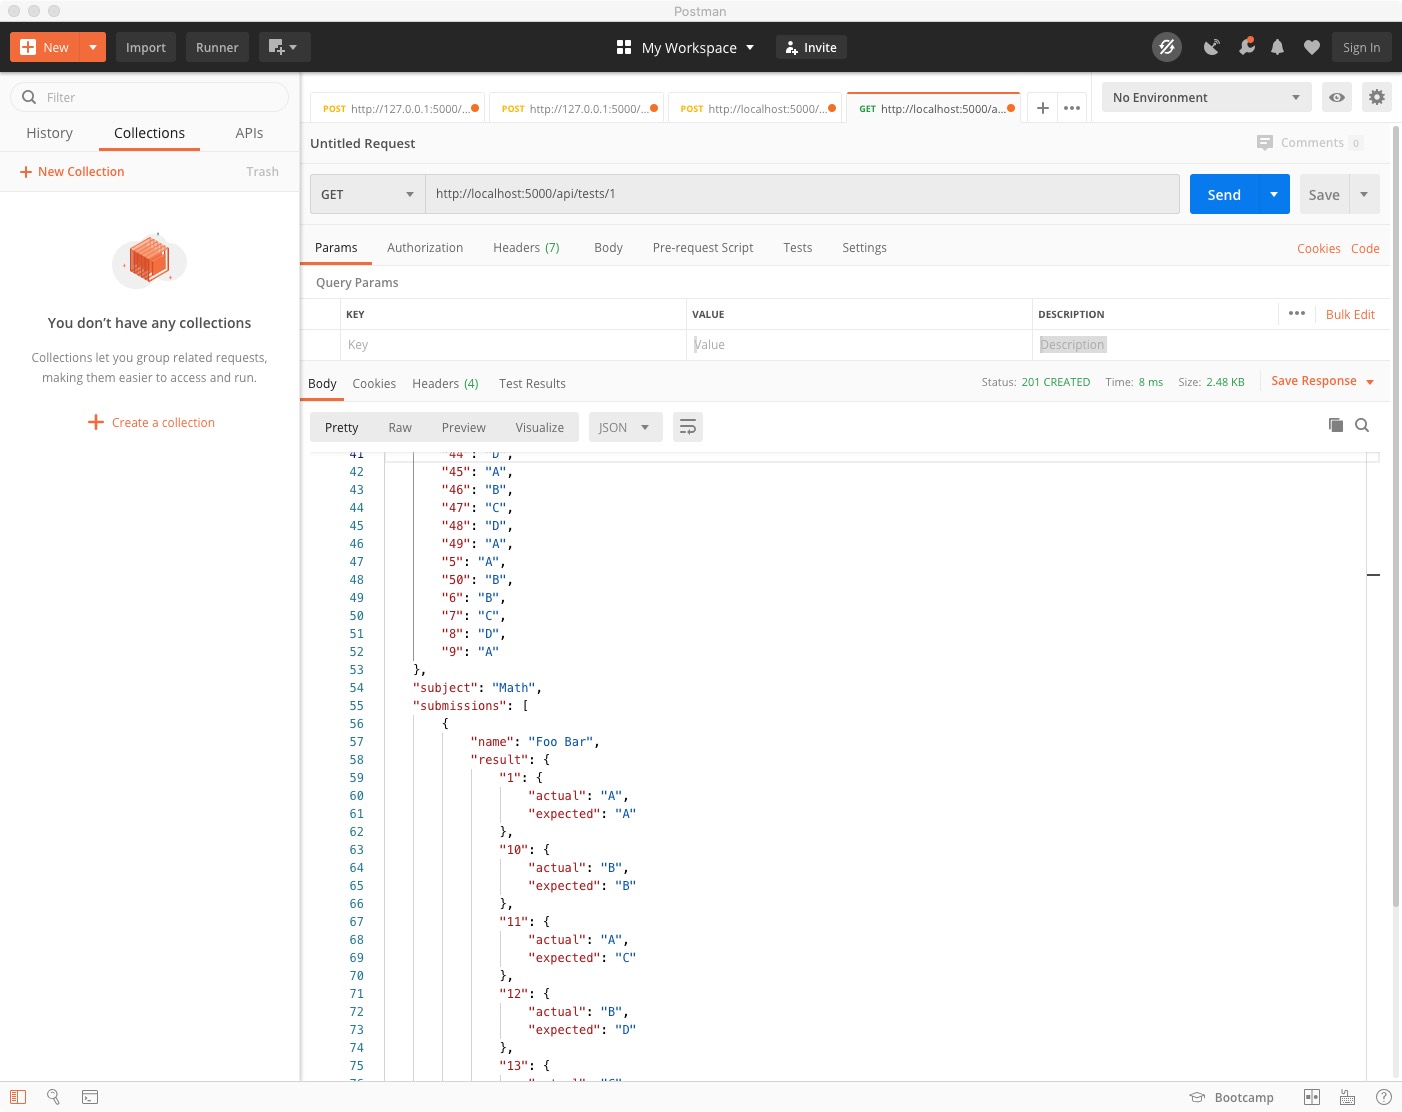 Postman
New
Import
Runner
My Workspace
Invite
Sign In
Filter
History Collections APIs
New Collection Trash
You don’t have any collections
Collections let you group related requests,
making them easier to access and run.
Create a collection
POST http://127.0.0.1:5000/...
POST http://127.0.0.1:5000/...
POST http://localhost:5000/...
GET http://localhost:5000/a...
No Environment
Untitled Request
Comments 0
GET http://localhost:5000/api/tests/1
Send Save
Params Authorization Headers (7) Body Pre-request Script Tests Settings
Cookies Code
Query Params
KEY VALUE DESCRIPTION
Bulk Edit
Key Value Description
Body Cookies Headers (4) Test Results
Status: 201 CREATED Time: 8 ms Size: 2.48 KB Save Response
Pretty Raw Preview Visualize JSON
41 "44": "D",
42 "45": "A",
43 "46": "B",
44 "47": "C",
45 "48": "D",
46 "49": "A",
47 "5": "A",
48 "50": "B",
49 "6": "B",
50 "7": "C",
51 "8": "D",
52 "9": "A"
53 },
54 "subject": "Math",
55 "submissions": [
56 {
57 "name": "Foo Bar",
58 "result": {
59 "1": {
60 "actual": "A",
61 "expected": "A"
62 },
63 "10": {
64 "actual": "B",
65 "expected": "B"
66 },
67 "11": {
68 "actual": "A",
69 "expected": "C"
70 },
71 "12": {
72 "actual": "B",
73 "expected": "D"
74 },
75 "13": {
Bootcamp